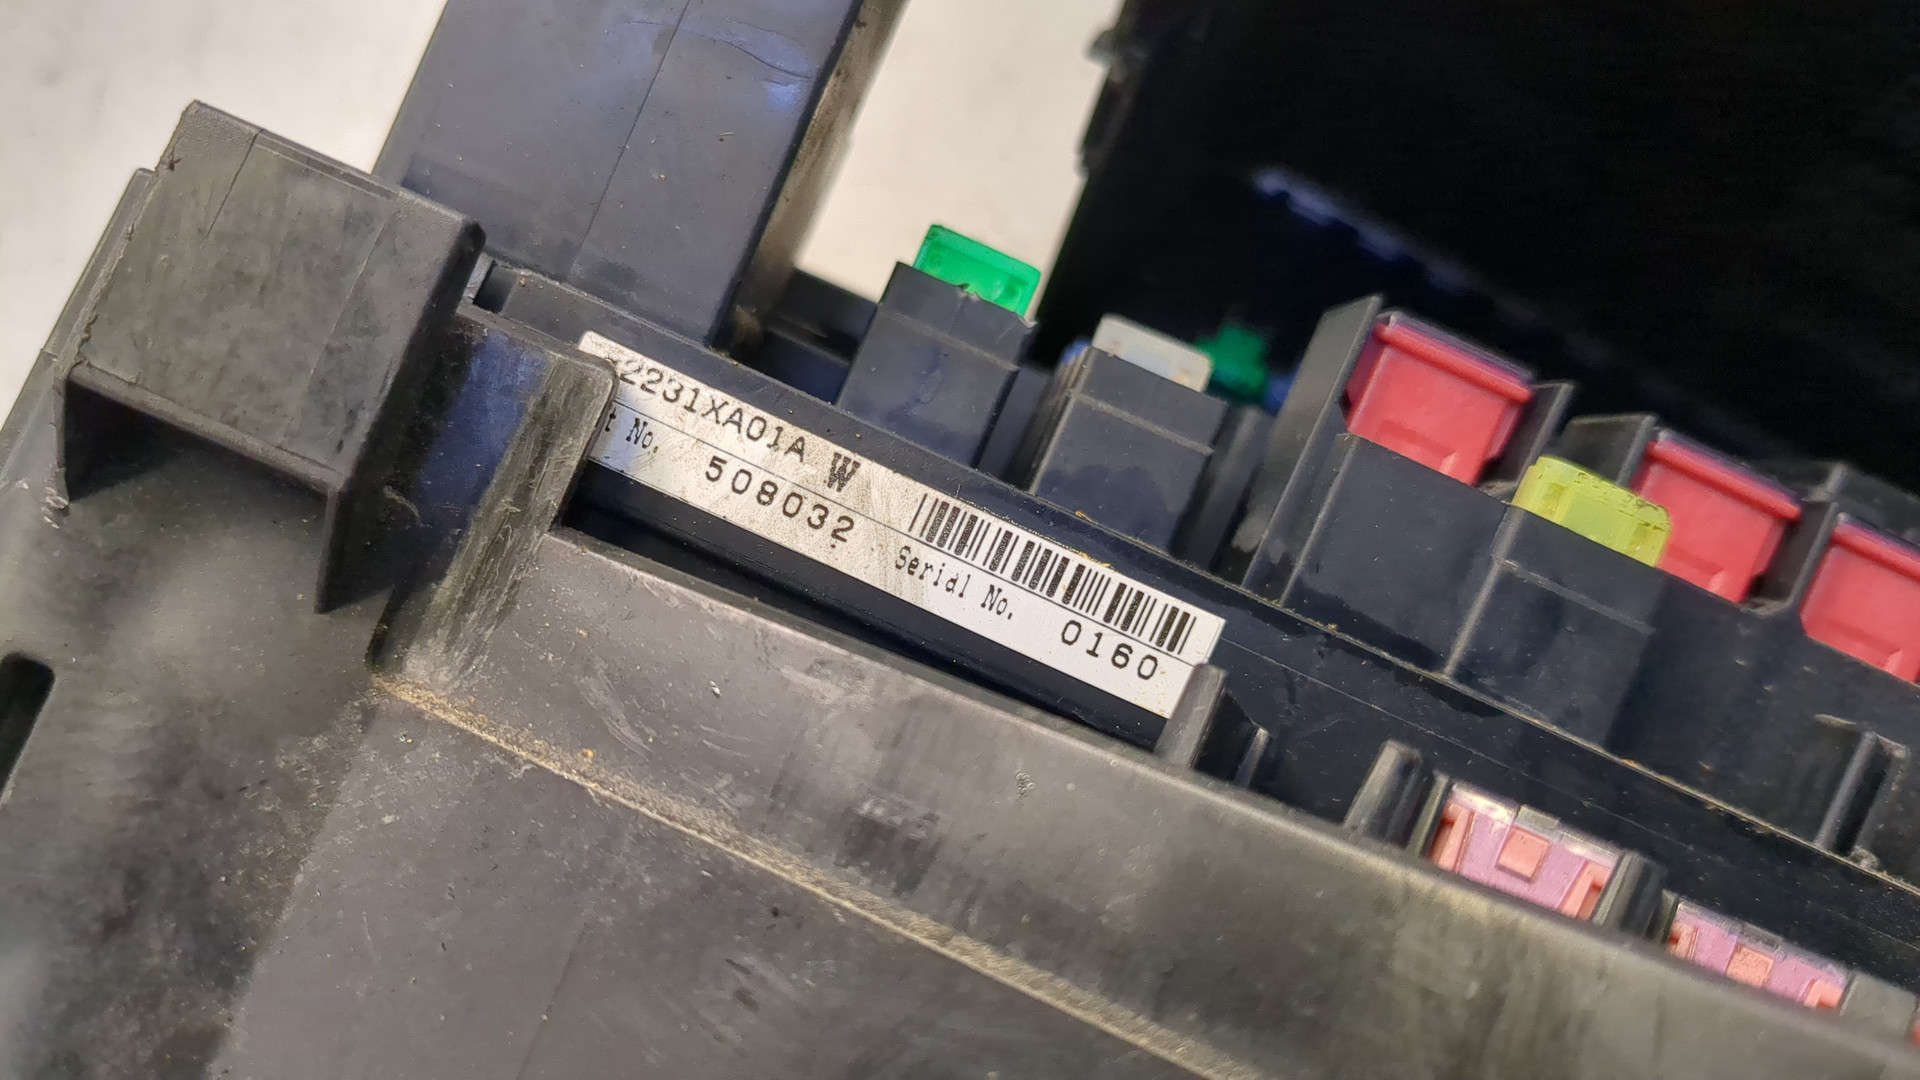 2231XA01A W
t No. 508032 Serial No. 0160